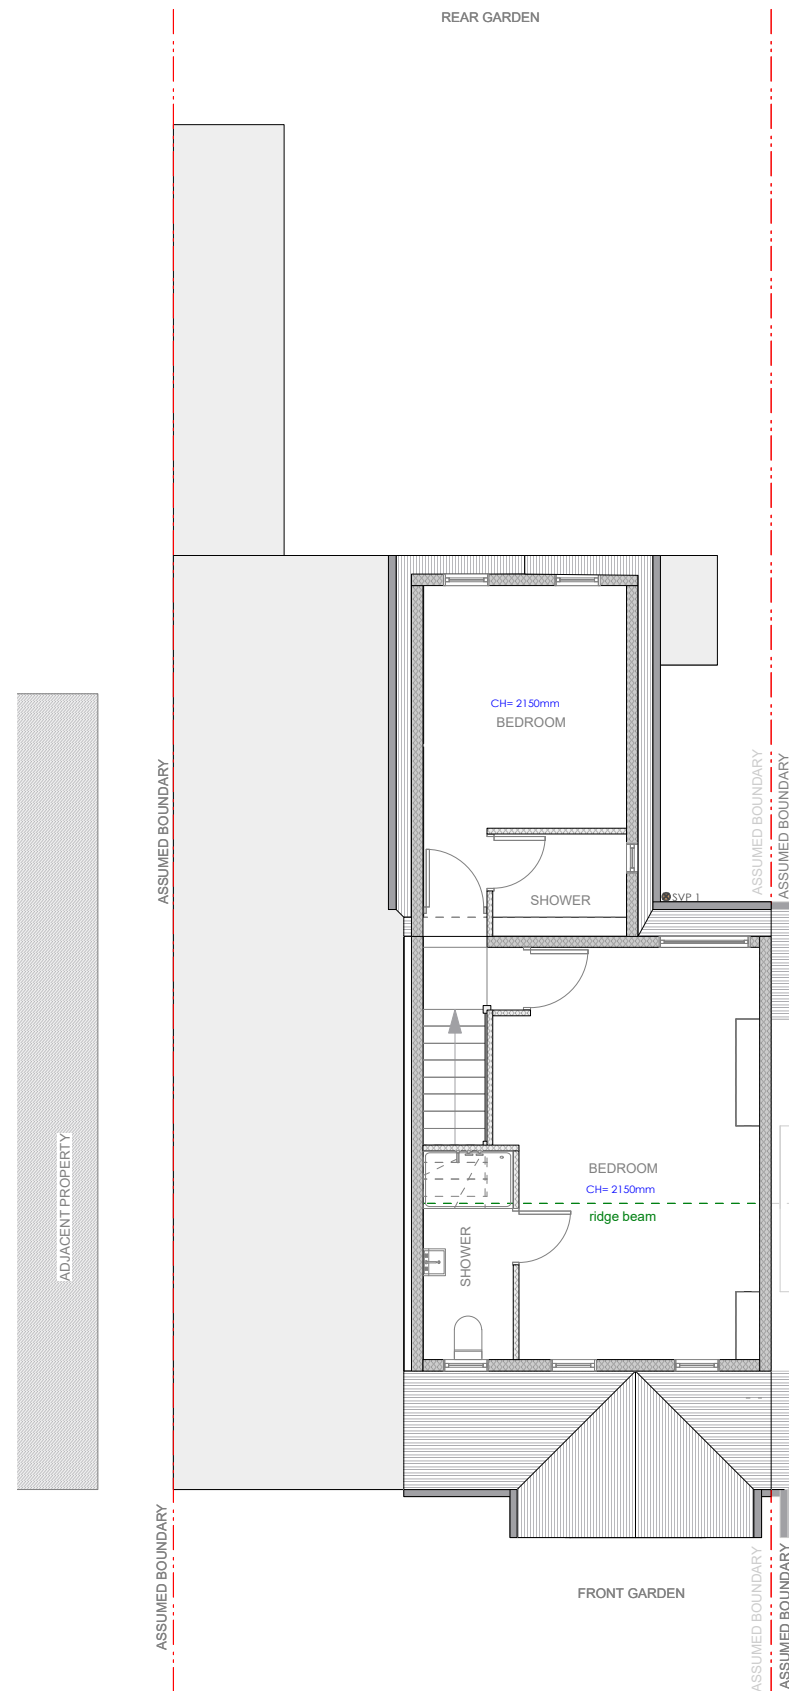 REAR GARDEN
CH= 2150mm
BEDROOM
ASSUMED BOUNDARY
ASSUMED BOUNDARY
ASSUMED BOUNDARY
SHOWER
SVP 1
ADJACENT PROPERTY
BEDROOM
CH= 2150mm
ridge beam
SHOWER
ASSUMED BOUNDARY
ASSUMED BOUNDARY
ASSUMED BOUNDARY
FRONT GARDEN